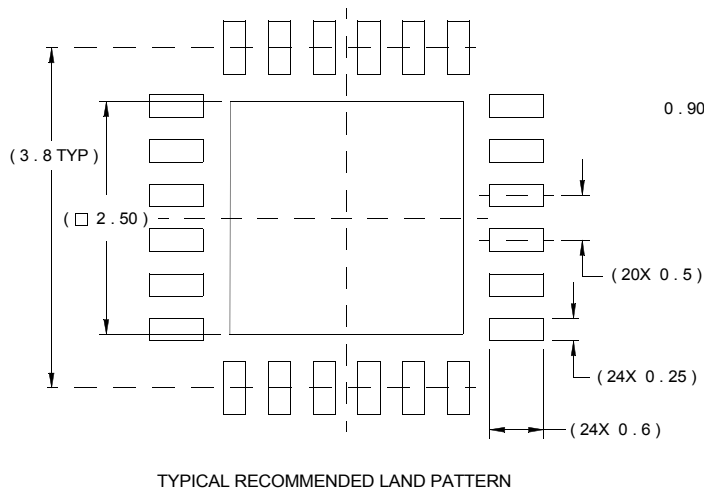 0.90
( 3 . 8 TYP )
( □ 2 . 50 )
( 20X 0 . 5 )
( 24X 0 . 25 )
( 24X 0 . 6 )
TYPICAL RECOMMENDED LAND PATTERN